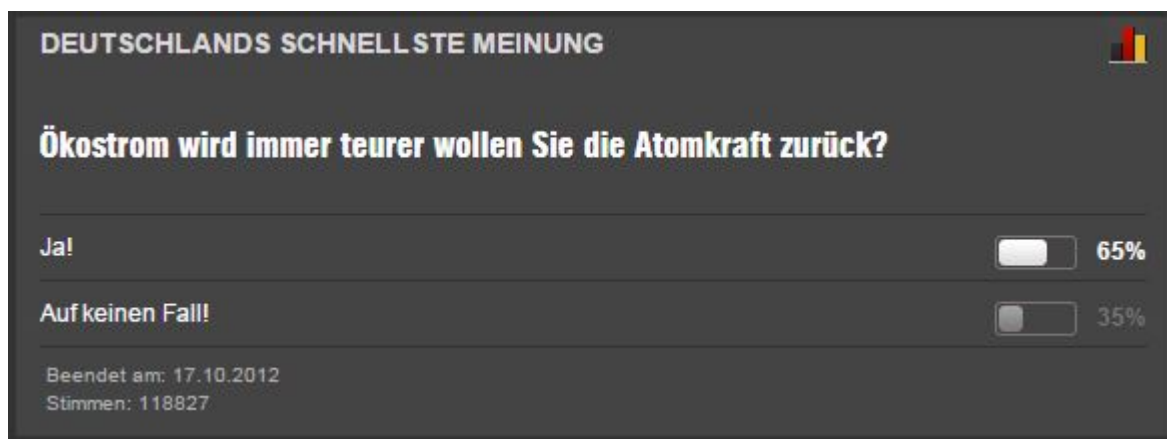 DEUTSCHLANDS SCHNELLSTE MEINUNG
Ökostrom wird immer teurer wollen Sie die Atomkraft zurück?
Ja! 65%
Auf keinen Fall! 35%
Beendet am: 17.10.2012
Stimmen: 118827